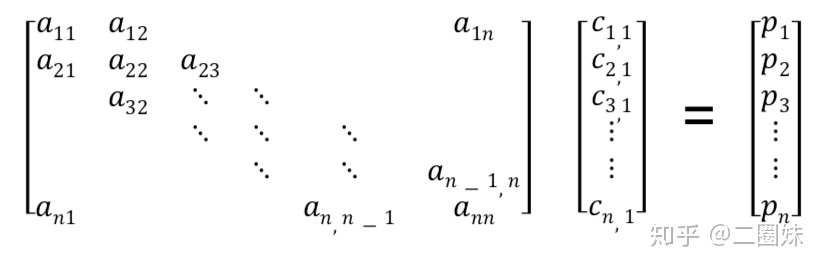 a₁₁ a₁₂ a₁ₙ c₁,₁ p₁
a₂₁ a₂₂ a₂₃ c₂,₁ p₂
a₃₂ ⋱ ⋱ c₃,₁ p₃
⋱ ⋱ ⋱ ⋮ = ⋮
⋱ ⋱ aₙ₋₁,ₙ ⋮ ⋮
aₙ₁ aₙ,ₙ₋₁ aₙₙ cₙ,₁ pₙ
知乎 @二圈妹